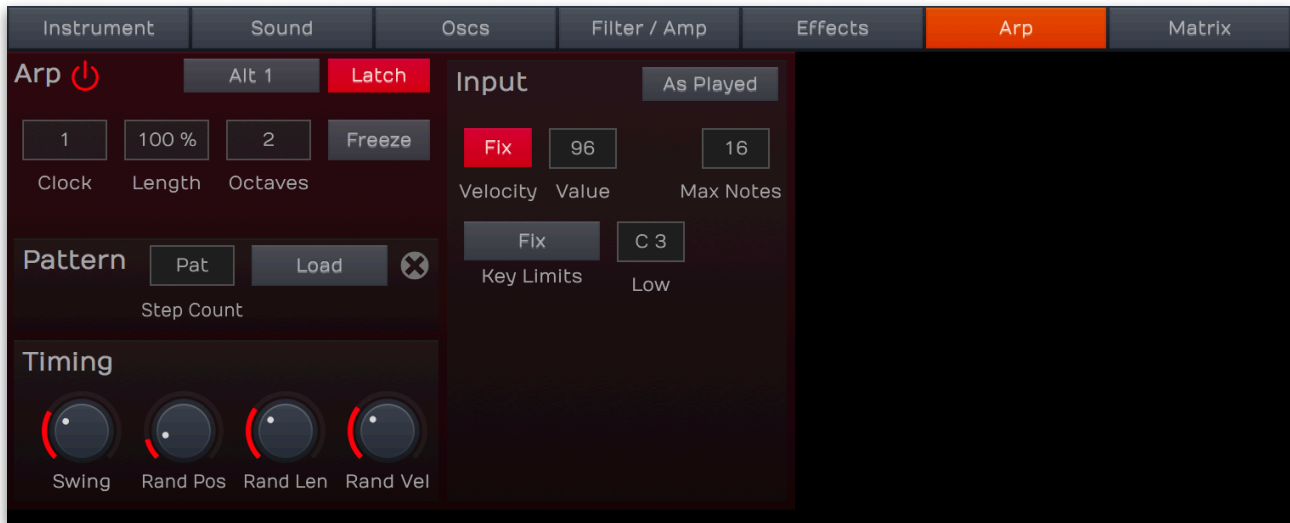 Instrument Sound Oscs Filter / Amp Effects Arp Matrix
Arp Alt 1 Latch
1 100 % 2 Freeze
Clock Length Octaves
Pattern Pat Load
Step Count
Timing
Swing Rand Pos Rand Len Rand Vel
Input As Played
Fix 96 16
Velocity Value Max Notes
Fix C 3
Key Limits Low